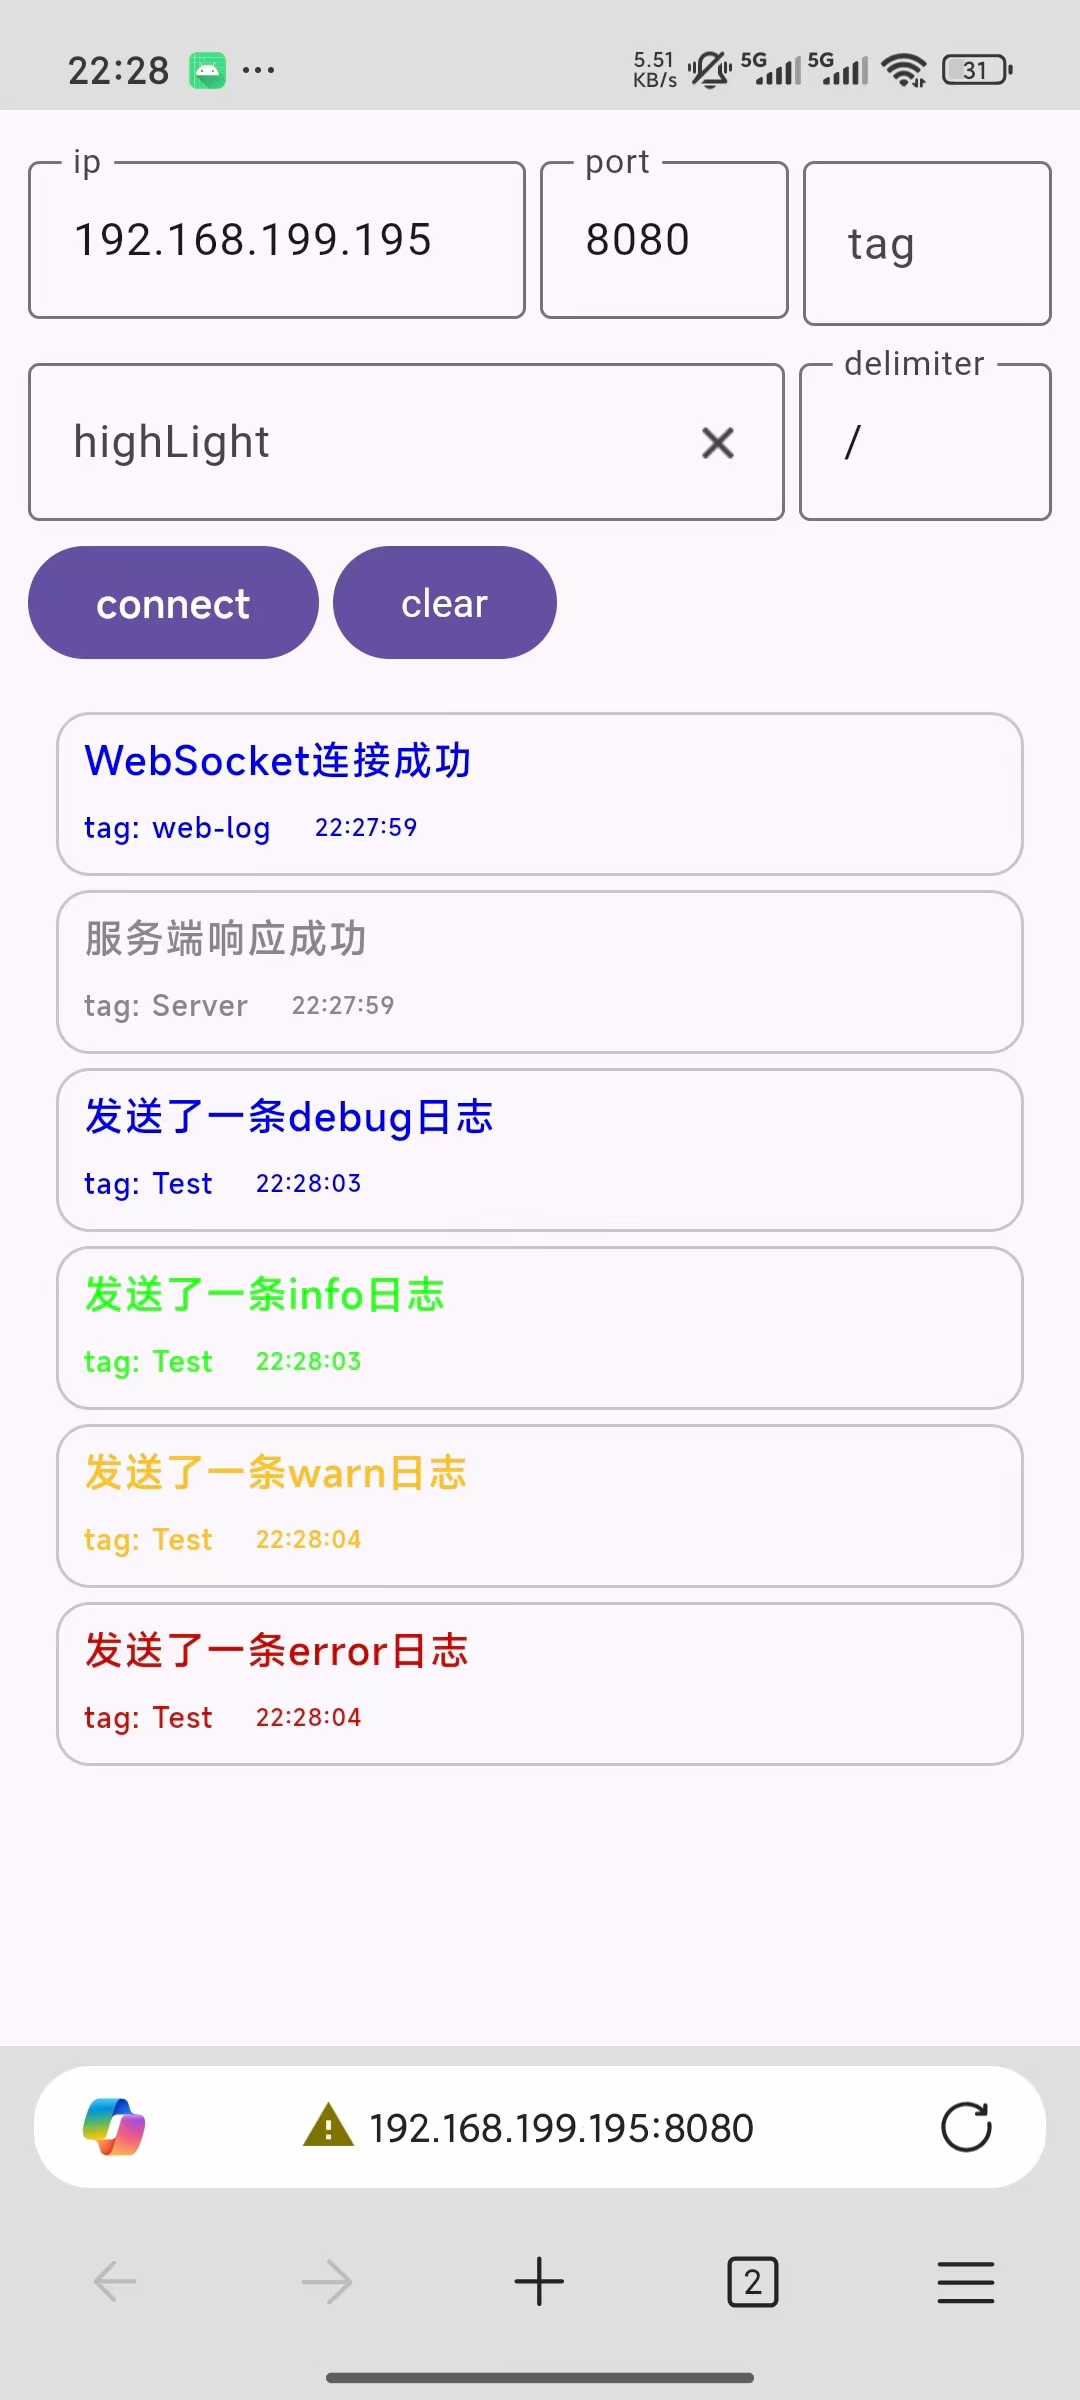 22:28 ... 5.51 KB/s 5G 5G 31
ip port
192.168.199.195 8080 tag
delimiter
highLight /
connect clear
WebSocket连接成功
tag: web-log 22:27:59
服务端响应成功
tag: Server 22:27:59
发送了一条debug日志
tag: Test 22:28:03
发送了一条info日志
tag: Test 22:28:03
发送了一条warn日志
tag: Test 22:28:04
发送了一条error日志
tag: Test 22:28:04
192.168.199.195:8080
2